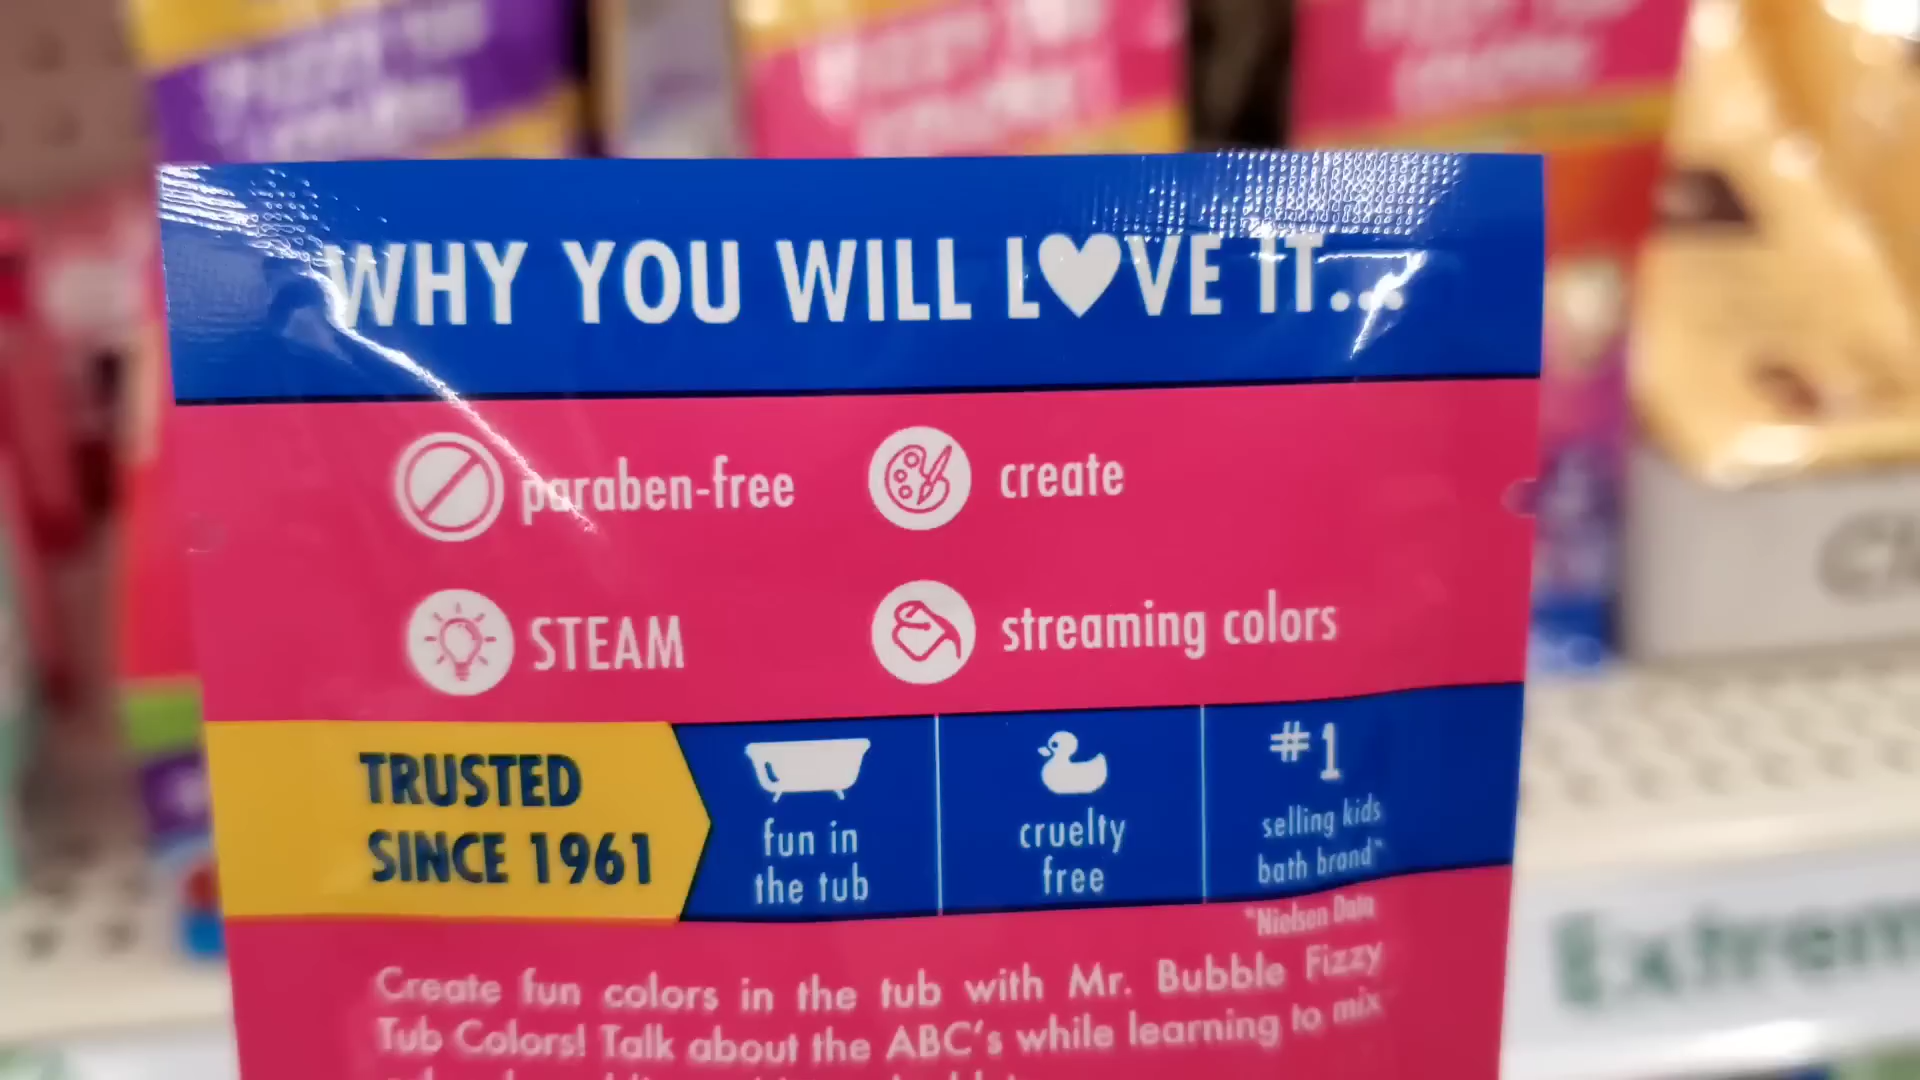 WHY YOU WILL L♥VE IT...
paraben-free
create
STEAM
streaming colors
TRUSTED
SINCE 1961
fun in
the tub
cruelty
free
#1
selling kids
bath brand*
*Nielsen Data
Create fun colors in the tub with Mr. Bubble Fizzy
Tub Colors! Talk about the ABC's while learning to mix
Extrem